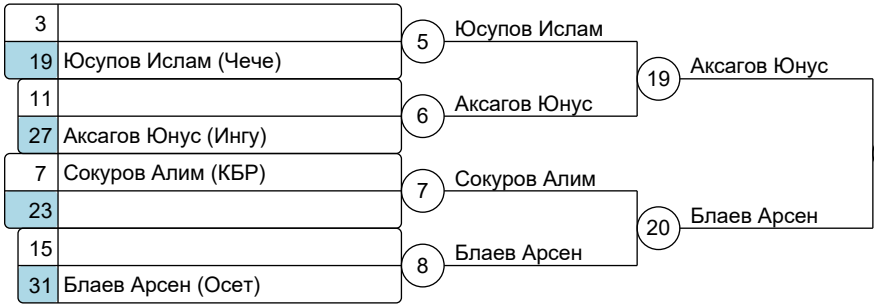 3
19 Юсупов Ислам (Чече)
11
27 Аксагов Юнус (Ингу)
7 Сокуров Алим (КБР)
23
15
31 Блаев Арсен (Осет)
5 Юсупов Ислам
6 Аксагов Юнус
7 Сокуров Алим
8 Блаев Арсен
19 Аксагов Юнус
20 Блаев Арсен